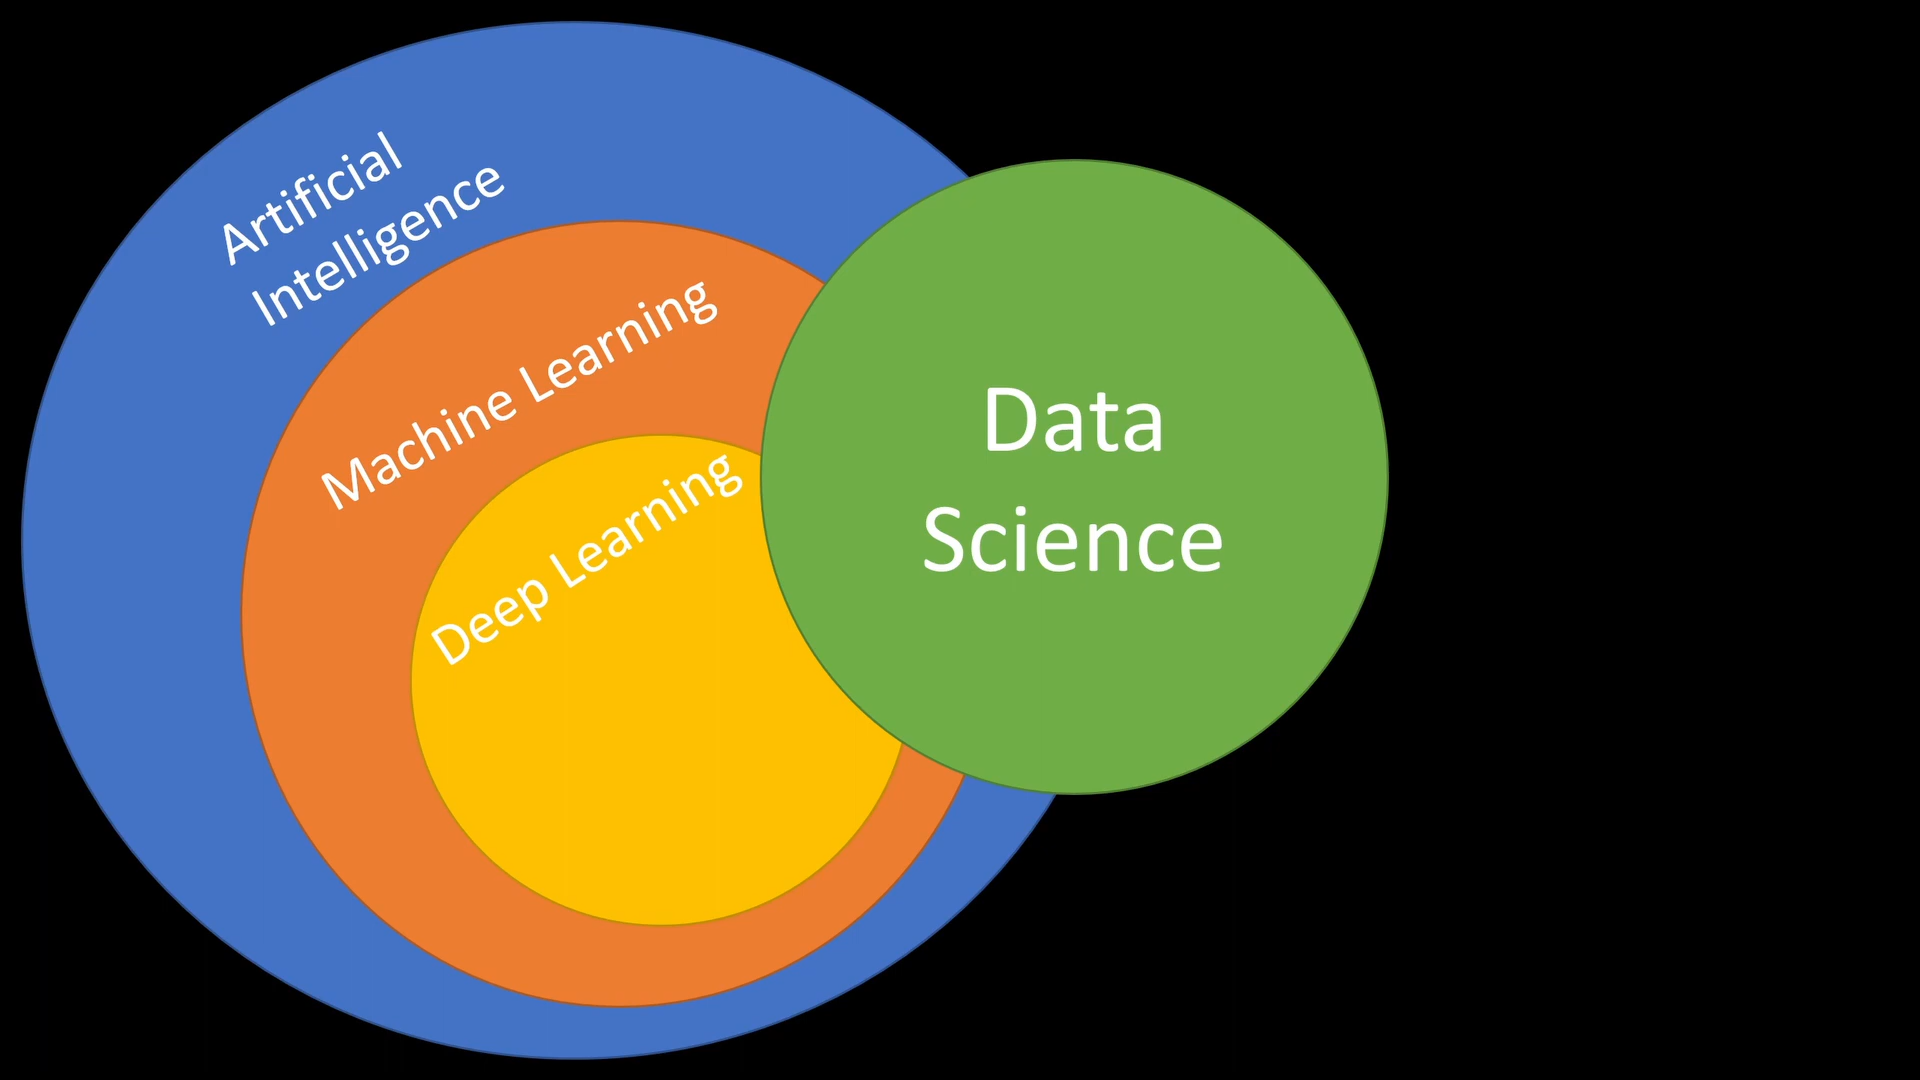 Artificial
Intelligence
Machine Learning
Deep Learning
Data
Science